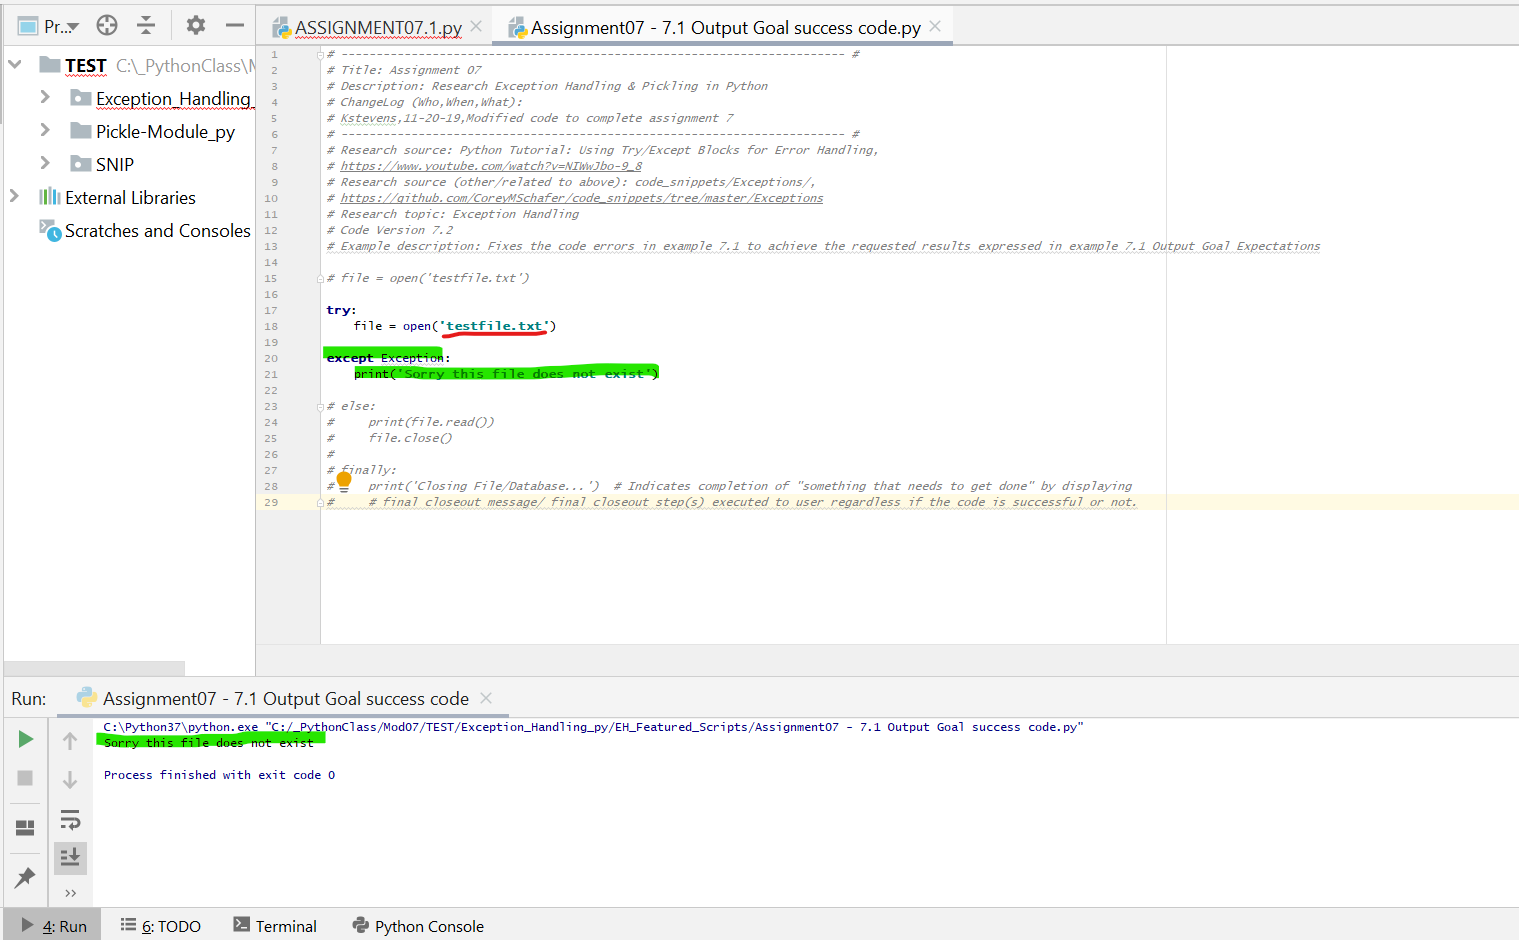 Pr...
ASSIGNMENT07.1.py
Assignment07 - 7.1 Output Goal success code.py
TEST C:\_PythonClass\
Exception_Handling_
Pickle-Module_py
SNIP
External Libraries
Scratches and Consoles
1 # --------------------------------------------------------------------------- #
2 # Title: Assignment 07
3 # Description: Research Exception Handling & Pickling in Python
4 # ChangeLog (Who,When,What):
5 # Kstevens,11-20-19,Modified code to complete assignment 7
6 # --------------------------------------------------------------------------- #
7 # Research source: Python Tutorial: Using Try/Except Blocks for Error Handling,
8 # https://www.youtube.com/watch?v=NIWwJbo-9_8
9 # Research source (other/related to above): code_snippets/Exceptions/,
10 # https://github.com/CoreyMSchafer/code_snippets/tree/master/Exceptions
11 # Research topic: Exception Handling
12 # Code Version 7.2
13 # Example description: Fixes the code errors in example 7.1 to achieve the requested results expressed in example 7.1 Output Goal Expectations
14
15 # file = open('testfile.txt')
16
17 try:
18 file = open('testfile.txt')
19
20 except Exception:
21 print('Sorry this file does not exist')
22
23 # else:
24 # print(file.read())
25 # file.close()
26 #
27 # finally:
28 # print('Closing File/Database...') # Indicates completion of "something that needs to get done" by displaying
29 # # final closeout message/ final closeout step(s) executed to user regardless if the code is successful or not.
Run: Assignment07 - 7.1 Output Goal success code
C:\Python37\python.exe "C:/_PythonClass/Mod07/TEST/Exception_Handling_py/EH_Featured_Scripts/Assignment07 - 7.1 Output Goal success code.py"
Sorry this file does not exist
Process finished with exit code 0
4: Run 6: TODO Terminal Python Console